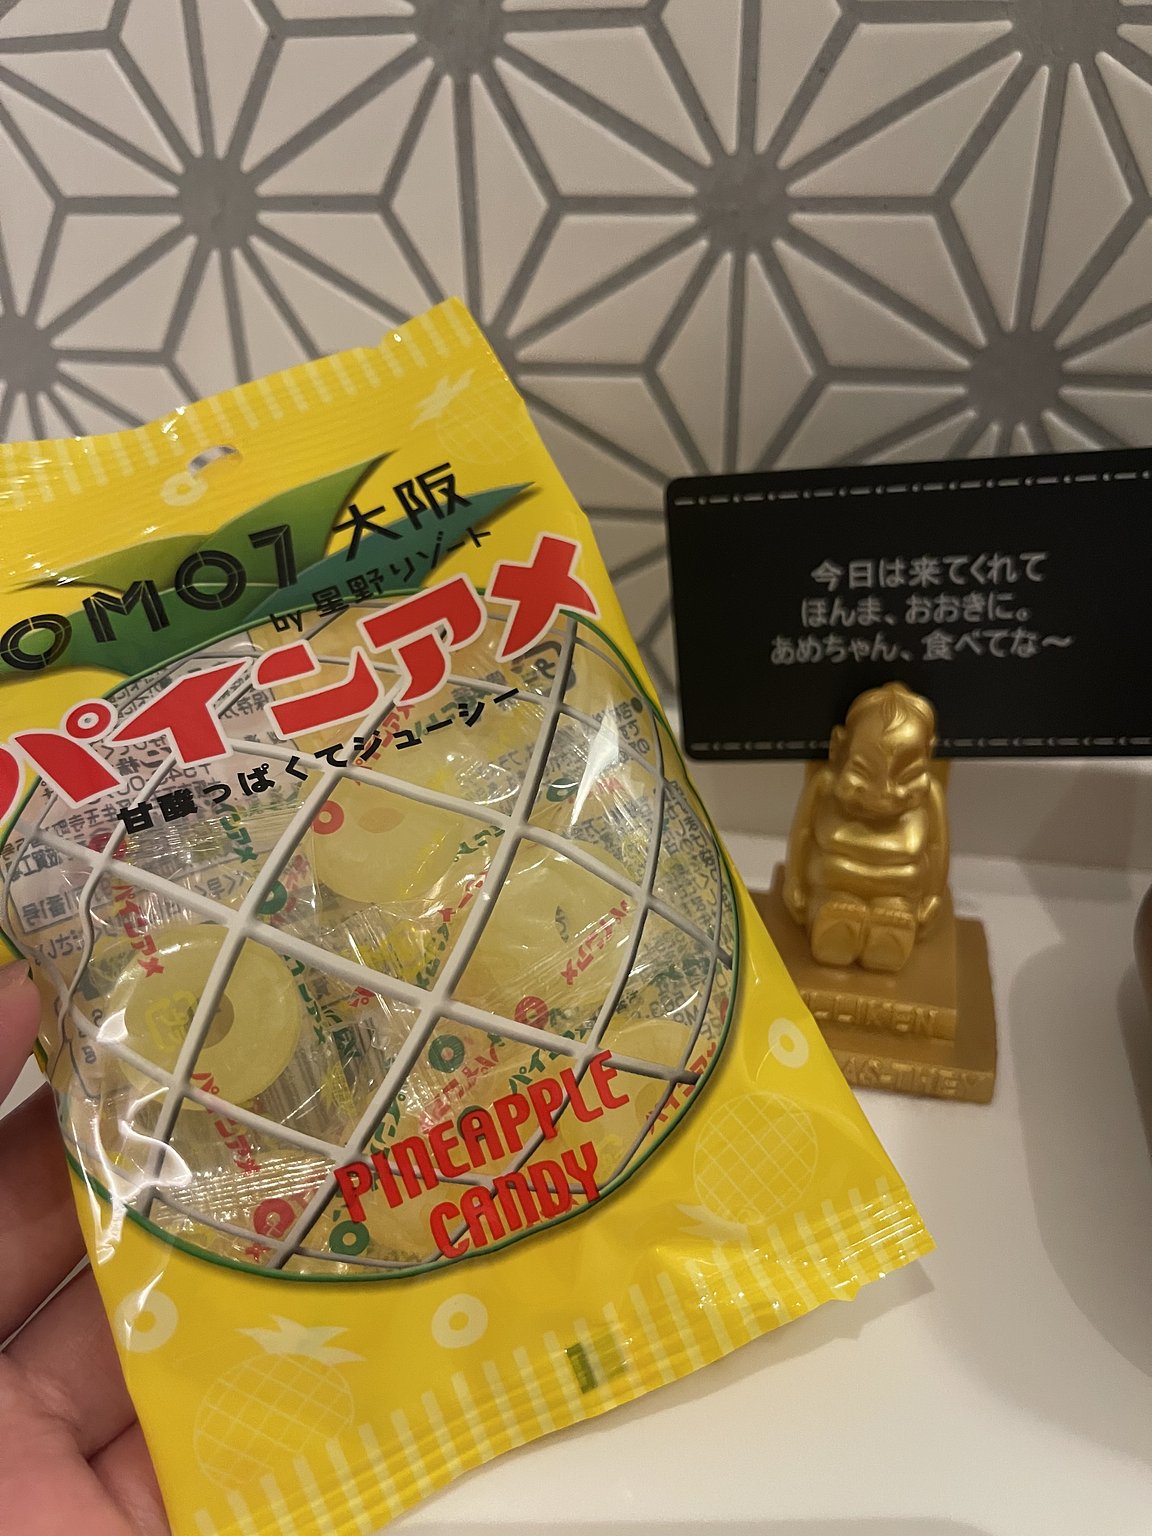 OMO7 大阪
by 星野リゾート
パインアメ
甘酸っぱくてジューシー
PINEAPPLE
CANDY
今日は来てくれて
ほんま、おおきに。
あめちゃん、食べてな〜